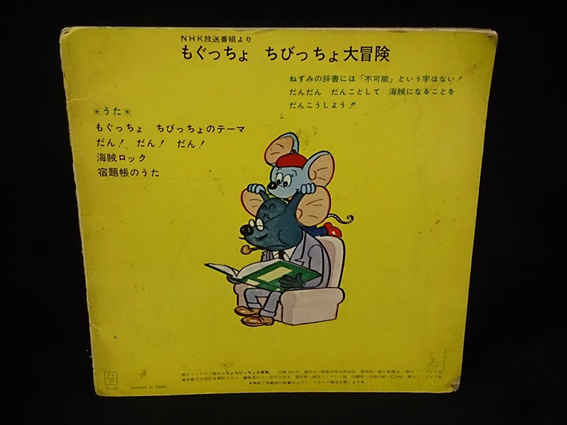 NHK放送番組より
もぐっちょ ちびっちょ大冒険
ねずみの辞書には「不可能」という字はない!
だんだん だんことして 海賊になることを
だんこうしよう!!
*うた*
もぐっちょ ちびっちょのテーマ
だん! だん! だん!
海賊ロック
宿題帳のうた